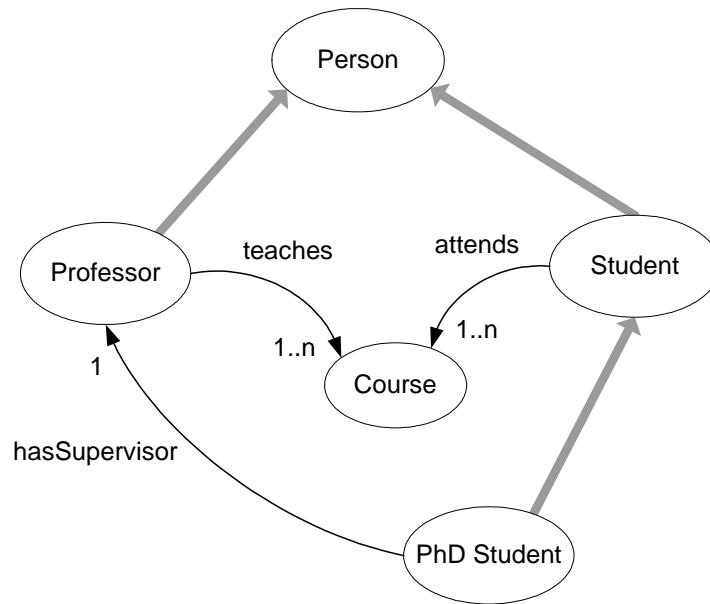 Person
teaches
attends
Professor
Student
1..n
1..n
1
Course
hasSupervisor
PhD Student